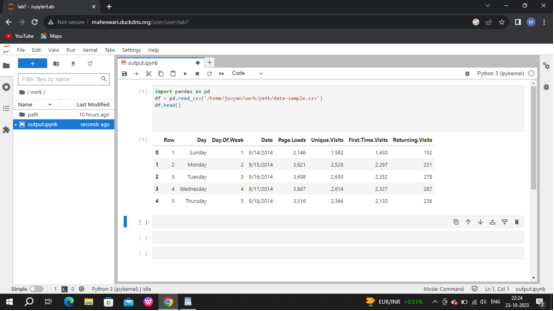 lab7 - JupyterLab
Not secure | maheswari.duckdns.org/user/user/lab?
YouTube Maps
File Edit View Run Kernel Tabs Settings Help
Filter files by name
/ work /
Name Last Modified
path 10 hours ago
output.ipynb seconds ago
output.ipynb
Code
Python 3 (ipykernel)
import pandas as pd
df = pd.read_csv('/home/jovyan/work/path/data-sample.csv')
df.head()
Row Day Day.Of.Week Date Page.Loads Unique.Visits First.Time.Visits Returning.Visits
0 1 Sunday 1 9/14/2014 2,146 1,582 1,430 152
1 2 Monday 2 9/15/2014 3,621 2,528 2,297 231
2 3 Tuesday 3 9/16/2014 3,698 2,630 2,352 278
3 4 Wednesday 4 9/17/2014 3,667 2,614 2,327 287
4 5 Thursday 5 9/18/2014 3,316 2,366 2,130 236
[ ]:
[ ]:
[ ]:
Simple 1 0 Python 3 (ipykernel) | Idle
Mode: Command Ln 1, Col 1 output.ipynb
EUR/INR +0.51% ENG 22:24
23-10-2023